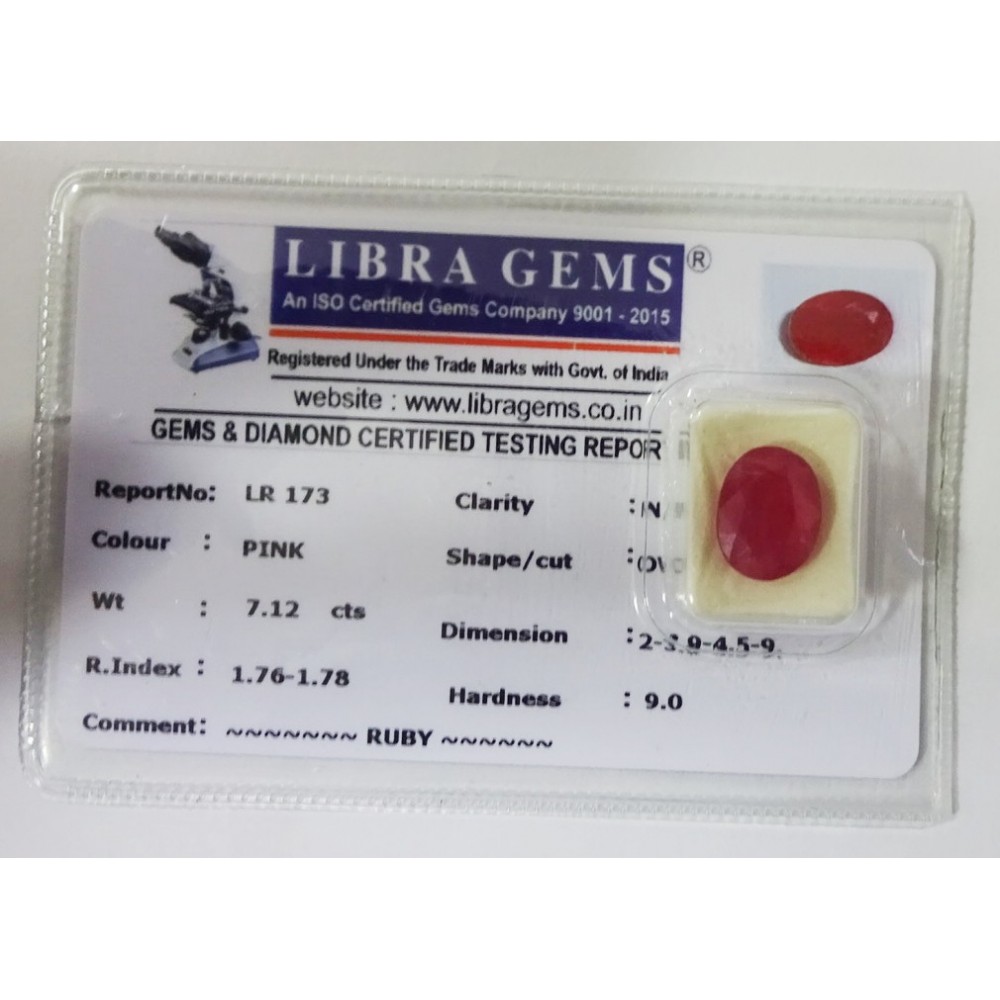 LIBRA GEMS ®
An ISO Certified Gems Company 9001 - 2015
Registered Under the Trade Marks with Govt. of India
website : www.libragems.co.in
GEMS & DIAMOND CERTIFIED TESTING REPOR
ReportNo: LR 173
Colour : PINK
Wt : 7.12 cts
R.Index : 1.76-1.78
Comment: ~~~~~~~ RUBY ~~~~~~
Clarity :
Shape/cut :
Dimension :
Hardness : 9.0